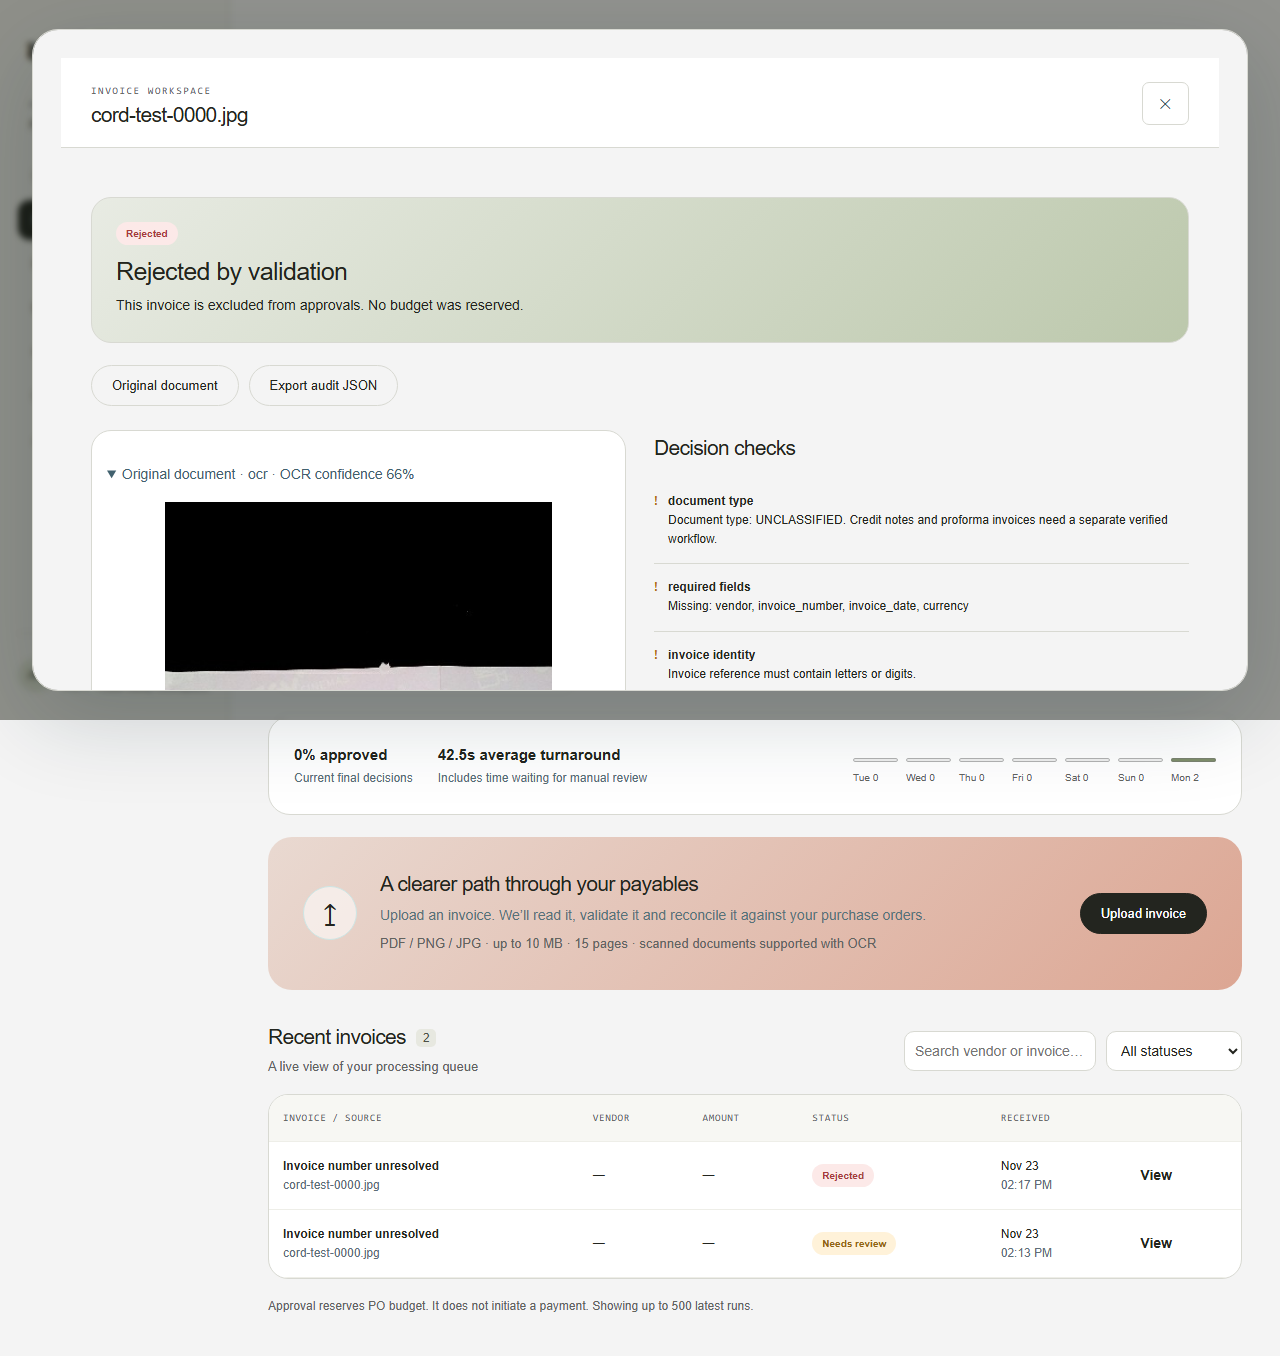 INVOICE WORKSPACE
cord-test-0000.jpg
Rejected
Rejected by validation
This invoice is excluded from approvals. No budget was reserved.
Original document
Export audit JSON
▼ Original document · ocr · OCR confidence 66%
Decision checks
! document type
Document type: UNCLASSIFIED. Credit notes and proforma invoices need a separate verified
workflow.
! required fields
Missing: vendor, invoice_number, invoice_date, currency
! invoice identity
Invoice reference must contain letters or digits.
0% approved
Current final decisions
42.5s average turnaround
Includes time waiting for manual review
Tue 0 Wed 0 Thu 0 Fri 0 Sat 0 Sun 0 Mon 2
A clearer path through your payables
Upload an invoice. We’ll read it, validate it and reconcile it against your purchase orders.
PDF / PNG / JPG · up to 10 MB · 15 pages · scanned documents supported with OCR
Upload invoice
Recent invoices 2
A live view of your processing queue
Search vendor or invoice...
All statuses
INVOICE / SOURCE VENDOR AMOUNT STATUS RECEIVED
Invoice number unresolved
cord-test-0000.jpg
— — Rejected
Nov 23
02:17 PM
View
Invoice number unresolved
cord-test-0000.jpg
— — Needs review
Nov 23
02:13 PM
View
Approval reserves PO budget. It does not initiate a payment. Showing up to 500 latest runs.